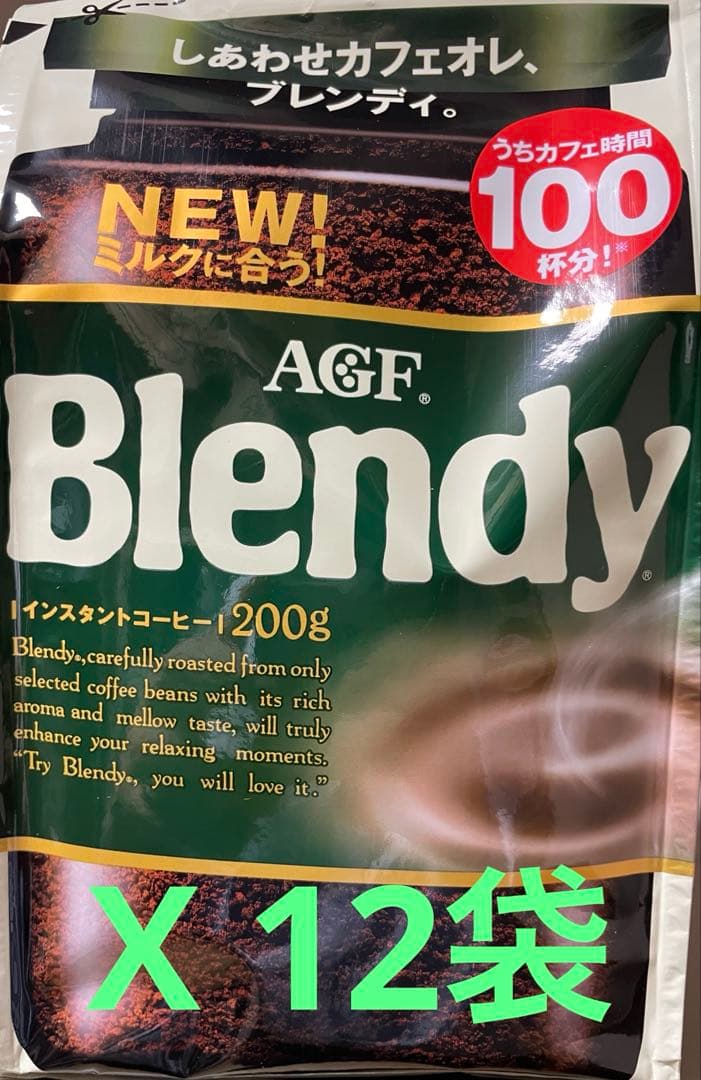 しあわせカフェオレ、
ブレンディ。
うちカフェ時間
100
杯分!※
NEW!
ミルクに合う!
AGF®
Blendy®
インスタントコーヒー 200g
Blendy®, carefully roasted from only
selected coffee beans with its rich
aroma and mellow taste, will truly
enhance your relaxing moments.
“Try Blendy®, you will love it.”
X 12袋